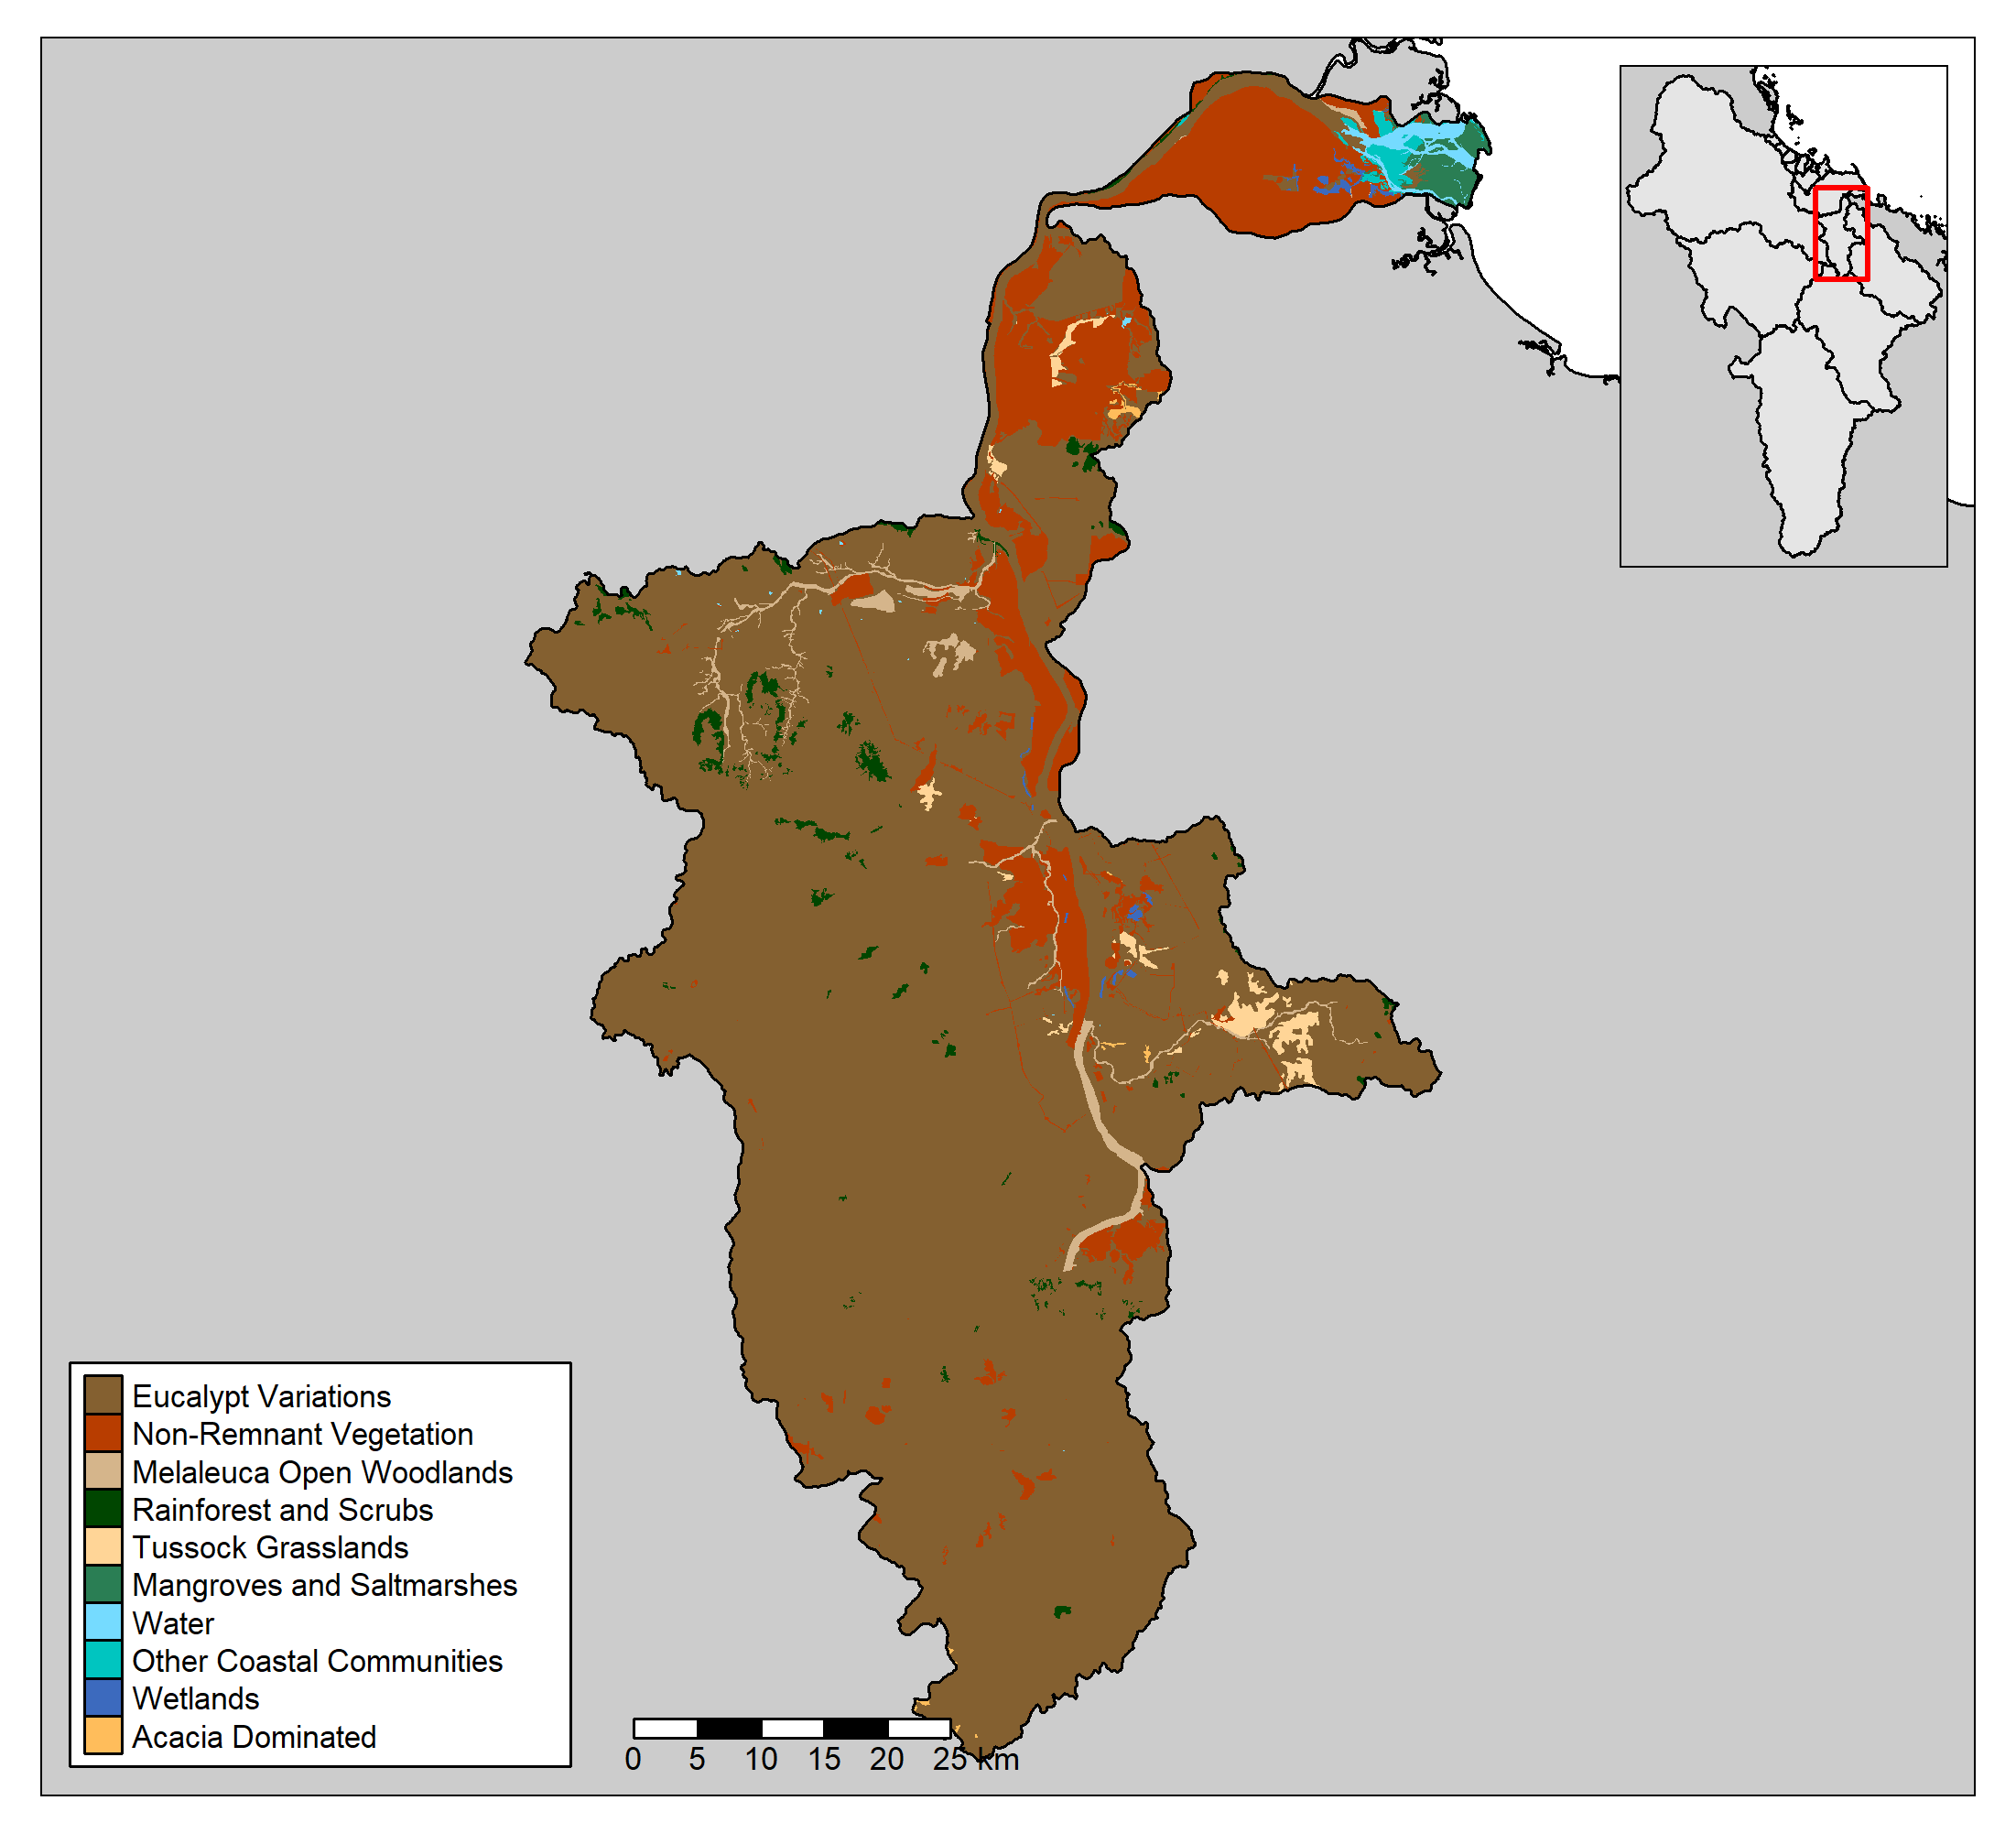 Eucalypt Variations
Non-Remnant Vegetation
Melaleuca Open Woodlands
Rainforest and Scrubs
Tussock Grasslands
Mangroves and Saltmarshes
Water
Other Coastal Communities
Wetlands
Acacia Dominated
0 5 10 15 20 25 km